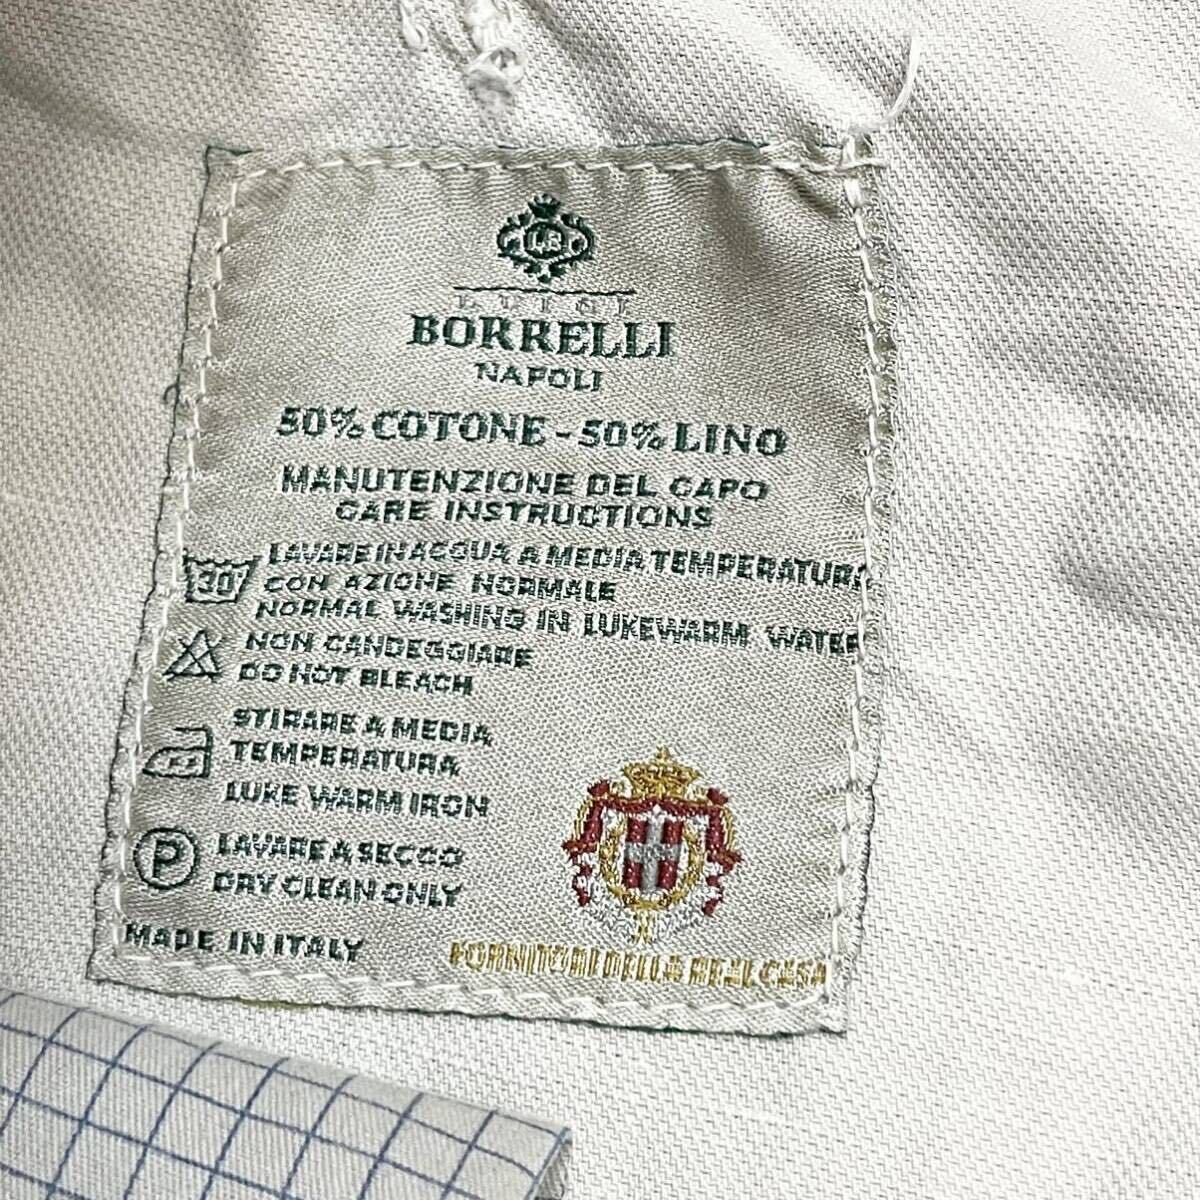 LB
LUIGI
BORRELLI
NAPOLI
50% COTONE - 50% LINO
MANUTENZIONE DEL CAPO
CARE INSTRUCTIONS
30
LAVARE IN ACQUA A MEDIA TEMPERATURA
CON AZIONE NORMALE
NORMAL WASHING IN LUKEWARM WATER
NON CANDEGGIARE
DO NOT BLEACH
STIRARE A MEDIA
TEMPERATURA
LUKE WARM IRON
P
LAVARE A SECCO
DRY CLEAN ONLY
MADE IN ITALY
FORNITORI DELLA REAL CASA